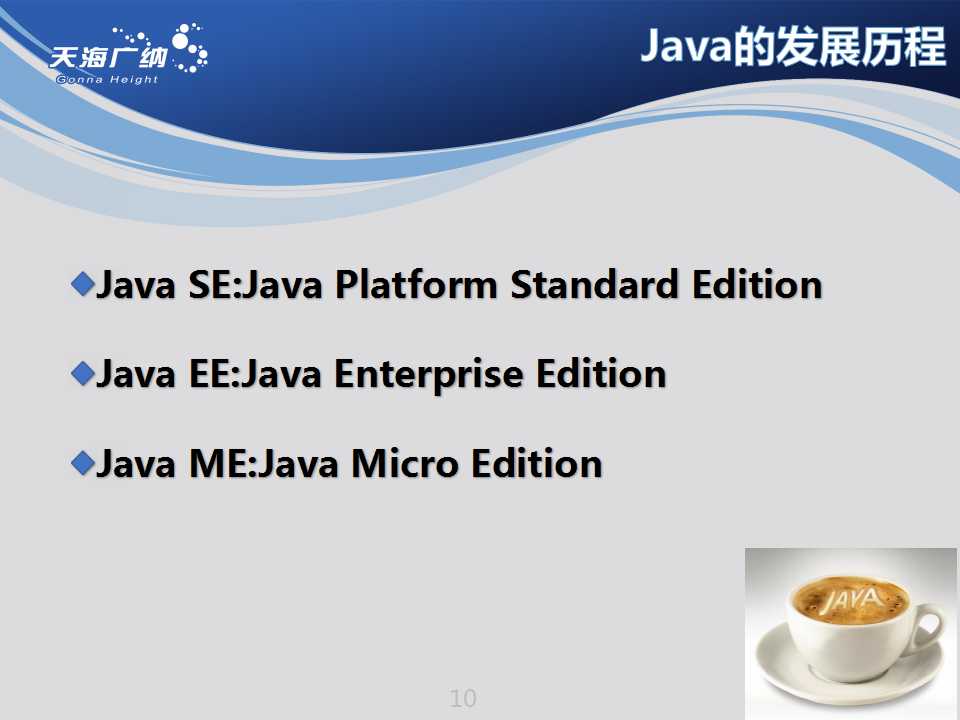 天海广纳
Gonna Height
Java的发展历程
Java SE:Java Platform Standard Edition
Java EE:Java Enterprise Edition
Java ME:Java Micro Edition
JAVA
10